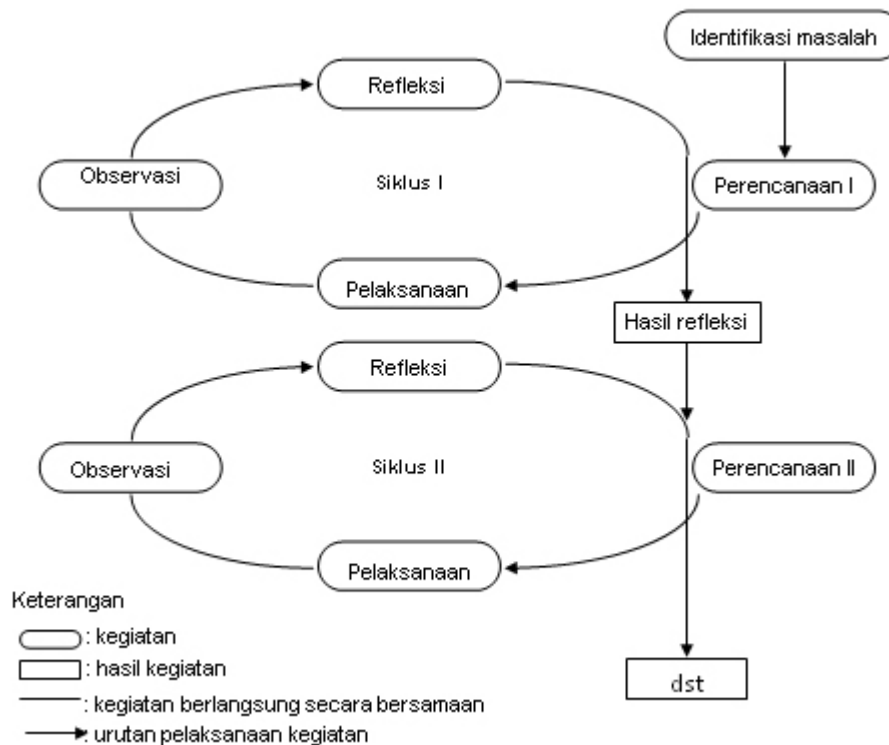 Identifikasi masalah
Refleksi
Observasi
Siklus I
Perencanaan I
Pelaksanaan
Hasil refleksi
Refleksi
Observasi
Siklus II
Perencanaan II
Pelaksanaan
Keterangan
: kegiatan
: hasil kegiatan
: kegiatan berlangsung secara bersamaan
: urutan pelaksanaan kegiatan
dst